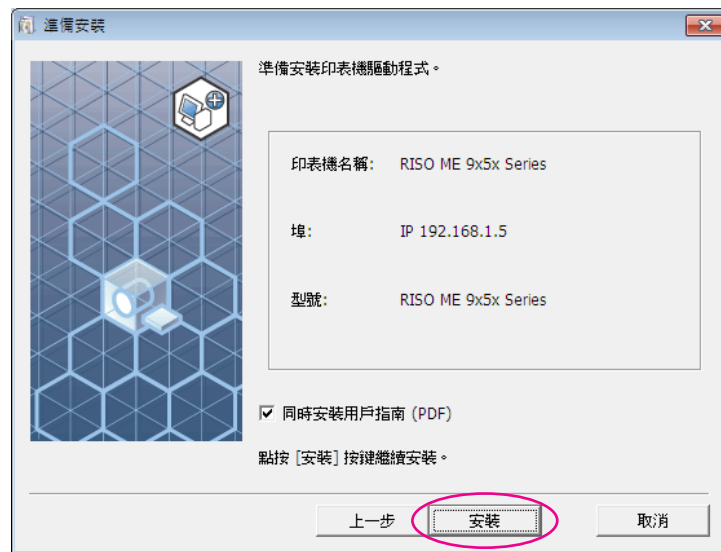 準備安裝
準備安裝印表機驅動程式。
印表機名稱: RISO ME 9x5x Series
埠: IP 192.168.1.5
型號: RISO ME 9x5x Series
同時安裝用戶指南 (PDF)
點按 [安裝] 按鍵繼續安裝。
上一步 安裝 取消